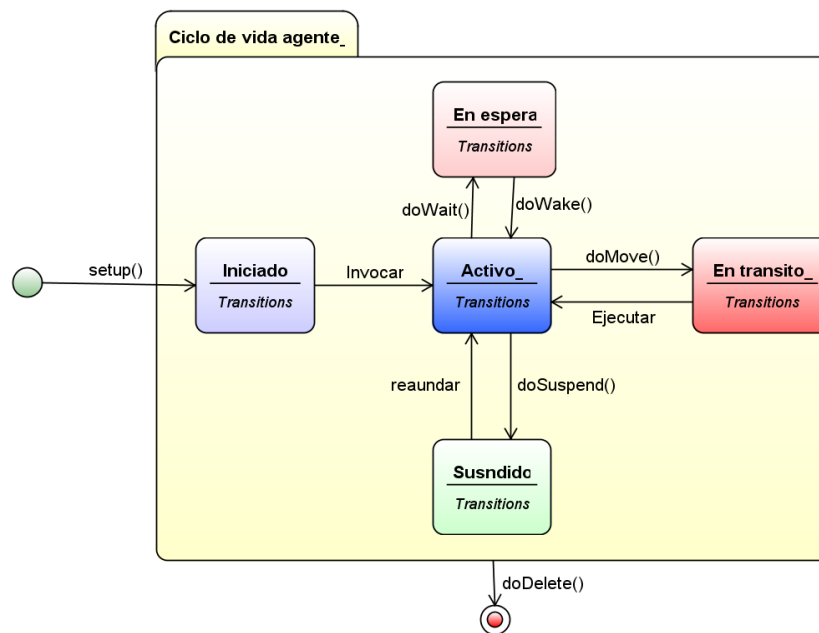 Ciclo de vida agente_
En espera
Transitions
doWait()
doWake()
setup()
Iniciado
Transitions
Invocar
Activo_
Transitions
doMove()
Ejecutar
En transito_
Transitions
reaundar
doSuspend()
Susndido
Transitions
doDelete()